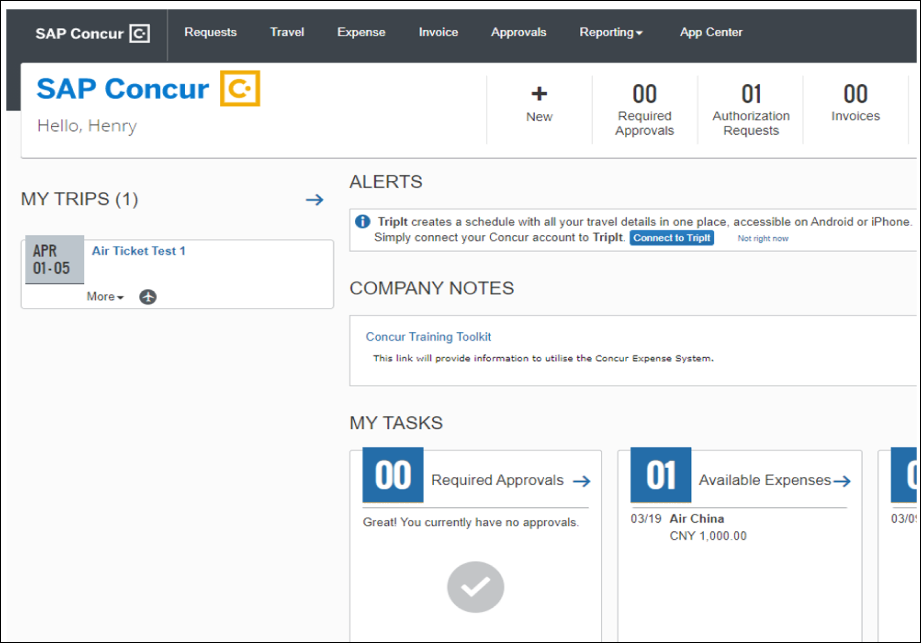 SAP Concur C
Requests
Travel
Expense
Invoice
Approvals
Reporting
App Center
SAP Concur C
Hello, Henry
+
New
00
Required
Approvals
01
Authorization
Requests
00
Invoices
MY TRIPS (1)
APR
01-05
Air Ticket Test 1
More
ALERTS
TripIt creates a schedule with all your travel details in one place, accessible on Android or iPhone.
Simply connect your Concur account to TripIt. Connect to TripIt Not right now
COMPANY NOTES
Concur Training Toolkit
This link will provide information to utilise the Concur Expense System.
MY TASKS
00 Required Approvals
Great! You currently have no approvals.
01 Available Expenses
03/19 Air China
CNY 1,000.00